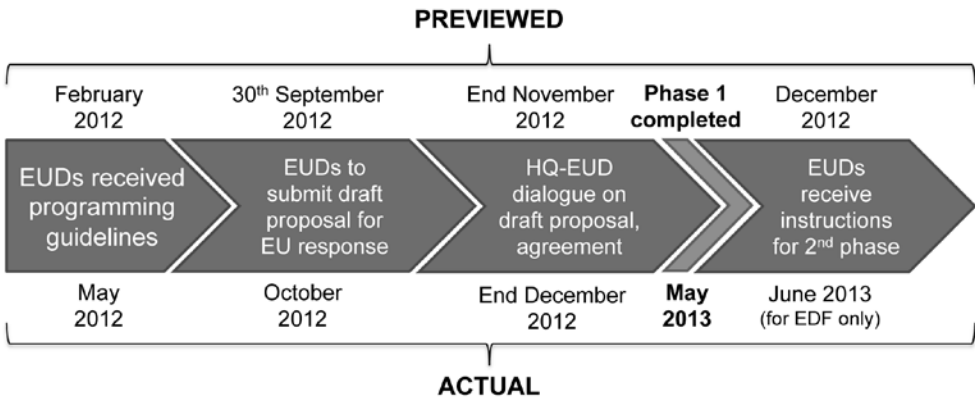 PREVIEWED
February
2012
30th September
2012
End November
2012
Phase 1
completed
December
2012
EUDs received
programming
guidelines
EUDs to
submit draft
proposal for
EU response
HQ-EUD
dialogue on
draft proposal,
agreement
EUDs
receive
instructions
for 2nd phase
May
2012
October
2012
End December
2012
May
2013
June 2013
(for EDF only)
ACTUAL